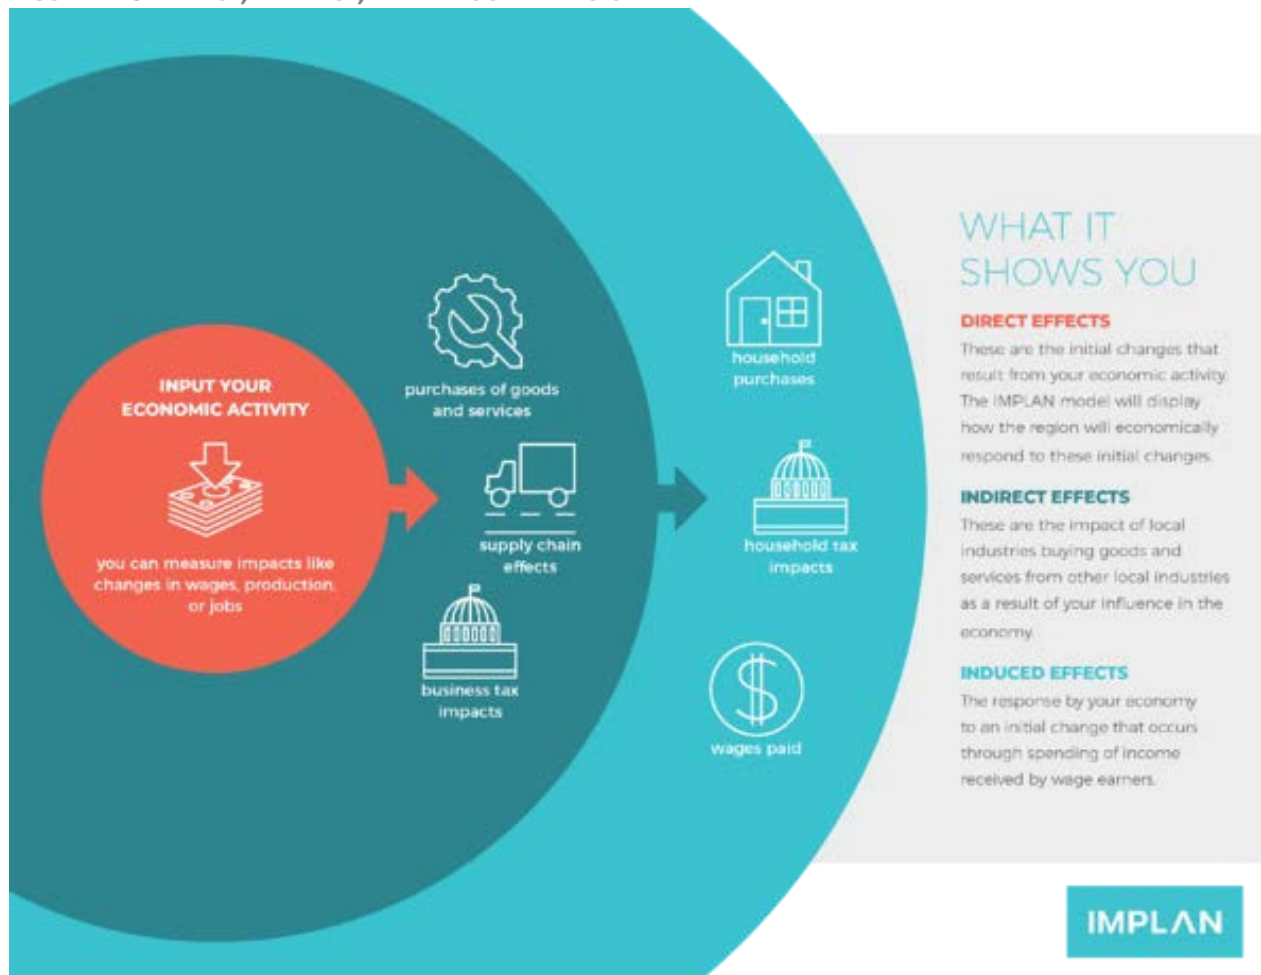 INPUT YOUR
ECONOMIC ACTIVITY
you can measure impacts like
changes in wages, production,
or jobs
purchases of goods
and services
supply chain
effects
business tax
impacts
household
purchases
household tax
impacts
wages paid
WHAT IT
SHOWS YOU
DIRECT EFFECTS
These are the initial changes that
result from your economic activity.
The IMPLAN model will display
how the region will economically
respond to these initial changes.
INDIRECT EFFECTS
These are the impact of local
industries buying goods and
services from other local industries
as a result of your influence in the
economy.
INDUCED EFFECTS
The response by your economy
to an initial change that occurs
through spending of income
received by wage earners.
IMPLAN